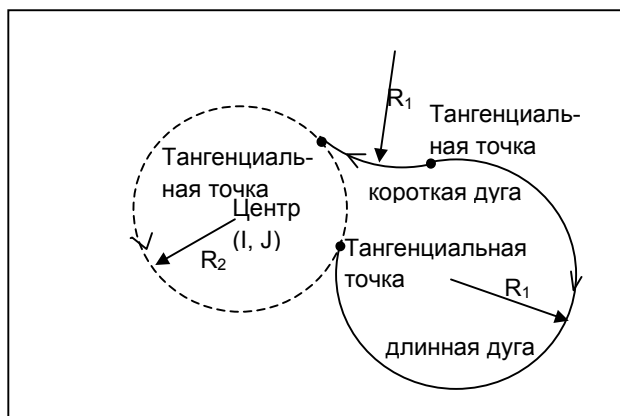 R₁
Тангенциаль-
ная точка
Тангенциаль-
ная точка
короткая дуга
Центр
(I, J)
R₂
Тангенциальная
точка
R₁
длинная дуга